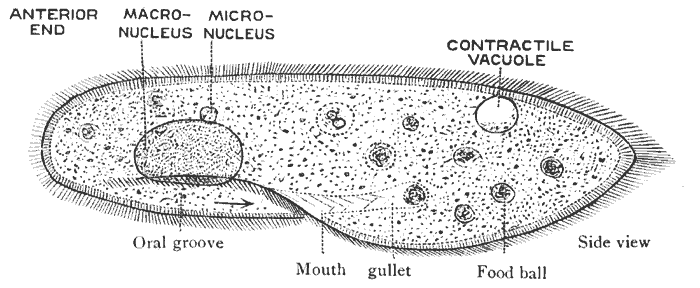 ANTERIOR
END
MACRO-
NUCLEUS
MICRO-
NUCLEUS
CONTRACTILE
VACUOLE
Oral groove
Mouth
gullet
Food ball
Side view